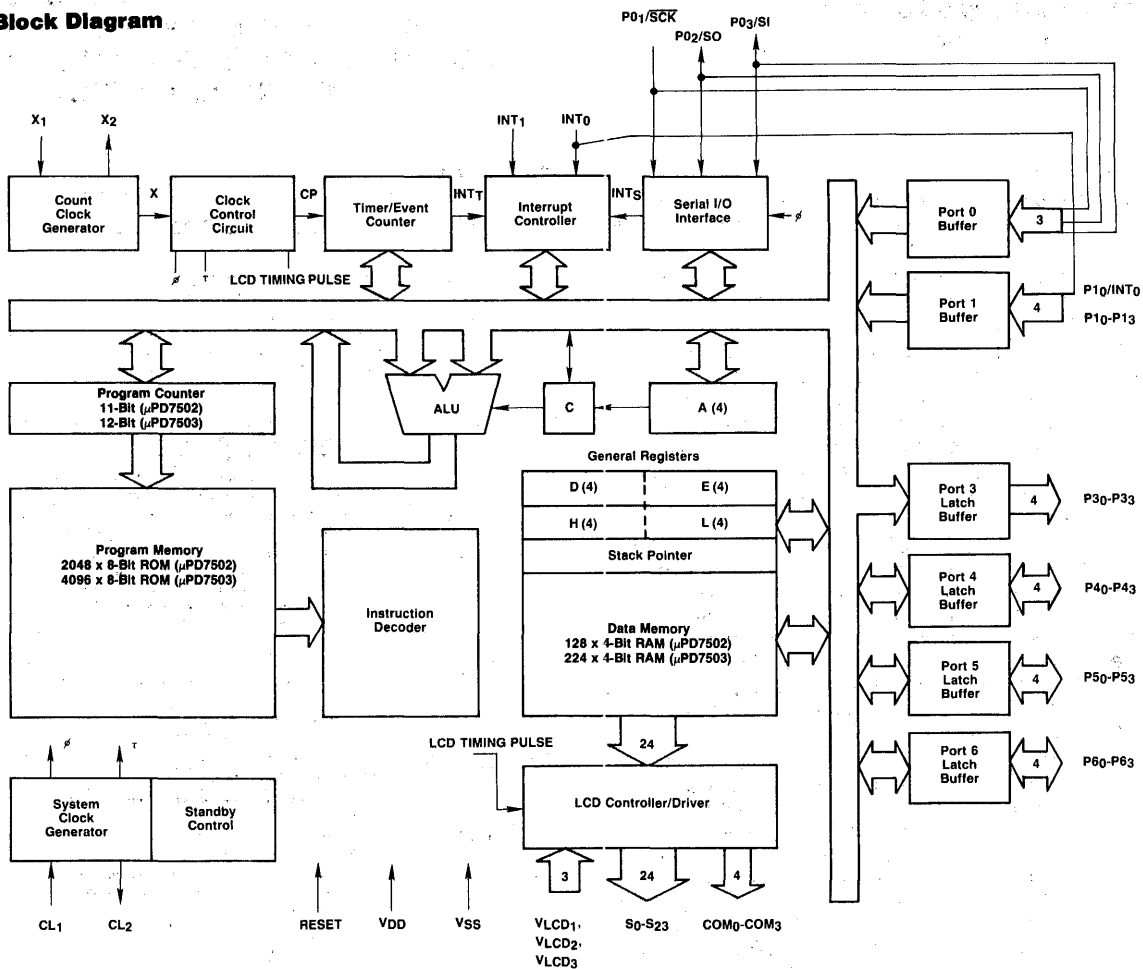 Block Diagram
P0₁/S̅C̅K̅
P0₂/SO
P0₃/SI
X₁
X₂
INT₁
INT₀
Count
Clock
Generator
X
Clock
Control
Circuit
CP
Timer/Event
Counter
INT_T
Interrupt
Controller
INT_S
Serial I/O
Interface
ϕ
Port 0
Buffer
3
ϕ
τ
LCD TIMING PULSE
Port 1
Buffer
4
P1₀/INT₀
P1₀-P1₃
Program Counter
11-Bit (μPD7502)
12-Bit (μPD7503)
ALU
C
A (4)
General Registers
D (4)
E (4)
H (4)
L (4)
Stack Pointer
Port 3
Latch
Buffer
4
P3₀-P3₃
Program Memory
2048 x 8-Bit ROM (μPD7502)
4096 x 8-Bit ROM (μPD7503)
Instruction
Decoder
Data Memory
128 x 4-Bit RAM (μPD7502)
224 x 4-Bit RAM (μPD7503)
Port 4
Latch
Buffer
4
P4₀-P4₃
Port 5
Latch
Buffer
4
P5₀-P5₃
Port 6
Latch
Buffer
4
P6₀-P6₃
ϕ
τ
LCD TIMING PULSE
24
System
Clock
Generator
Standby
Control
LCD Controller/Driver
3
24
4
CL₁
CL₂
RESET
VDD
VSS
VLCD₁,
VLCD₂,
VLCD₃
S₀-S₂₃
COM₀-COM₃